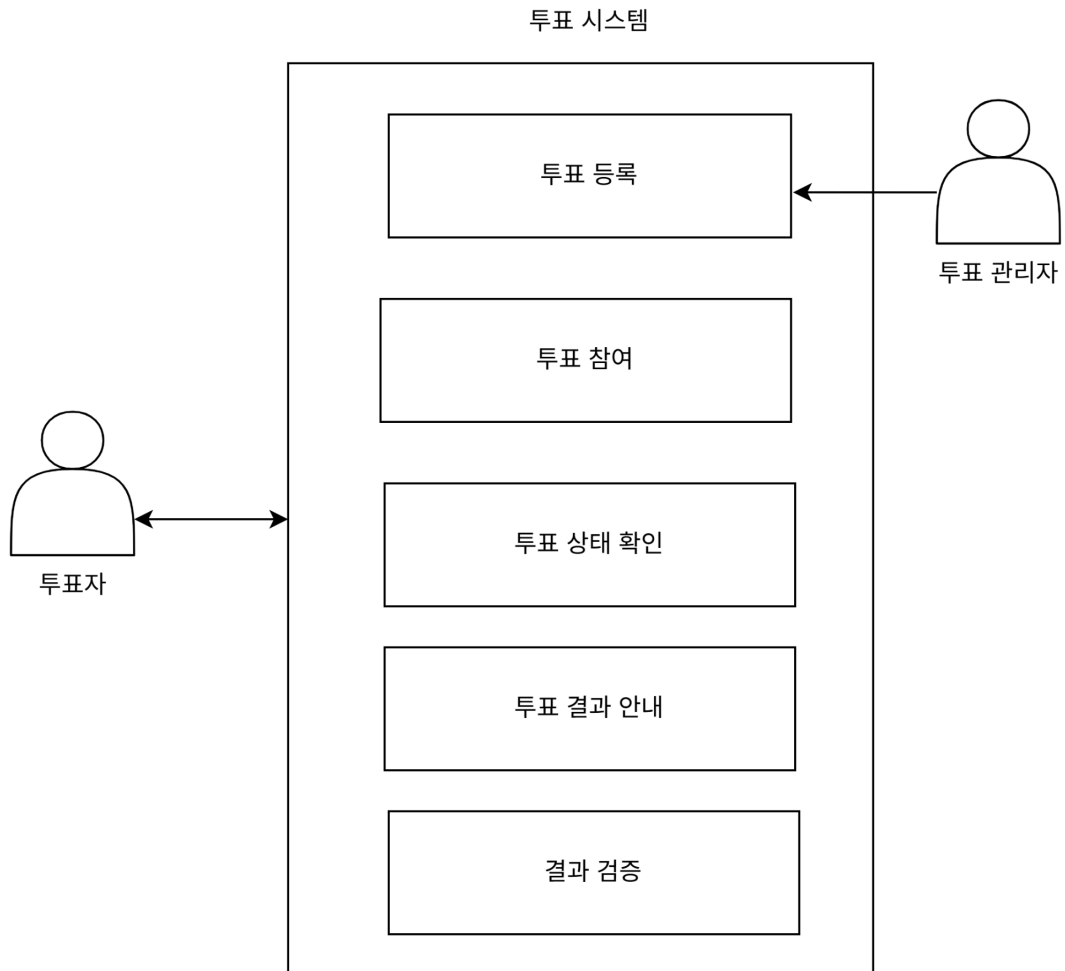 투표 시스템
투표 등록
투표 관리자
투표 참여
투표 상태 확인
투표자
투표 결과 안내
결과 검증